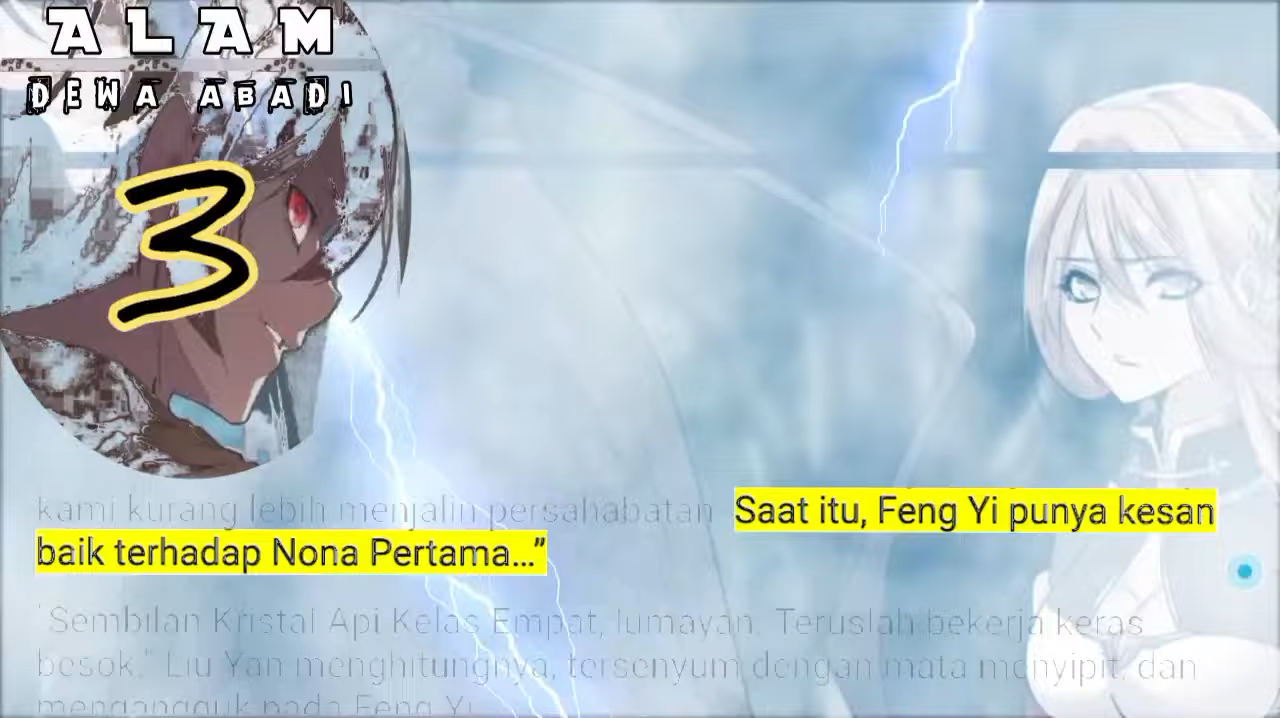 ALAM
DEWA ABADI
3
kami kurang lebih menjalin persahabatan. Saat itu, Feng Yi punya kesan
baik terhadap Nona Pertama...”
“Sembilan Kristal Api Kelas Empat, lumayan. Teruslah bekerja keras
besok.” Liu Yan menghitungnya, tersenyum dengan mata menyipit, dan
mengangguk pada Feng Yi.